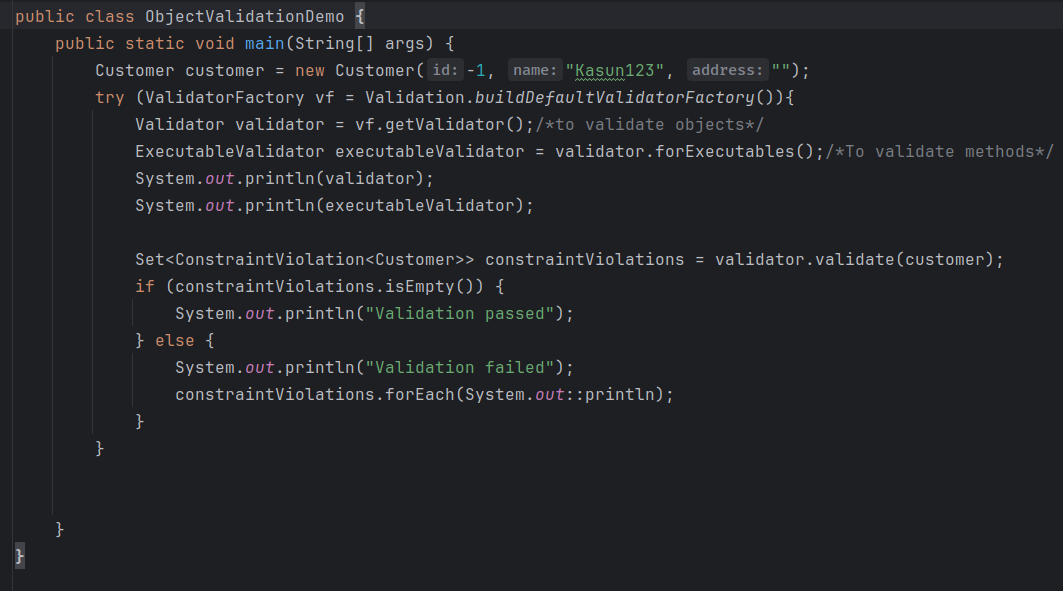 public class ObjectValidationDemo {
    public static void main(String[] args) {
        Customer customer = new Customer( id: -1, name: "Kasun123", address: "");
        try (ValidatorFactory vf = Validation.buildDefaultValidatorFactory()){
            Validator validator = vf.getValidator();/*to validate objects*/
            ExecutableValidator executableValidator = validator.forExecutables();/*To validate methods*/
            System.out.println(validator);
            System.out.println(executableValidator);
            Set<ConstraintViolation<Customer>> constraintViolations = validator.validate(customer);
            if (constraintViolations.isEmpty()) {
                System.out.println("Validation passed");
            } else {
                System.out.println("Validation failed");
                constraintViolations.forEach(System.out::println);
            }
        }
    }
}